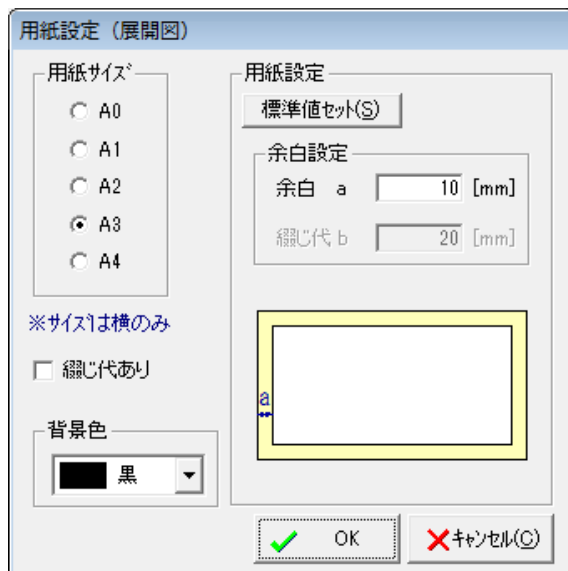 用紙設定（展開図）
用紙ｻｲｽﾞ
A0
A1
A2
A3
A4
※ｻｲｽﾞは横のみ
綴じ代あり
背景色
黒
用紙設定
標準値ｾｯﾄ(S)
余白設定
余白 a 10 [mm]
綴じ代 b 20 [mm]
a
OK
ｷｬﾝｾﾙ(C)